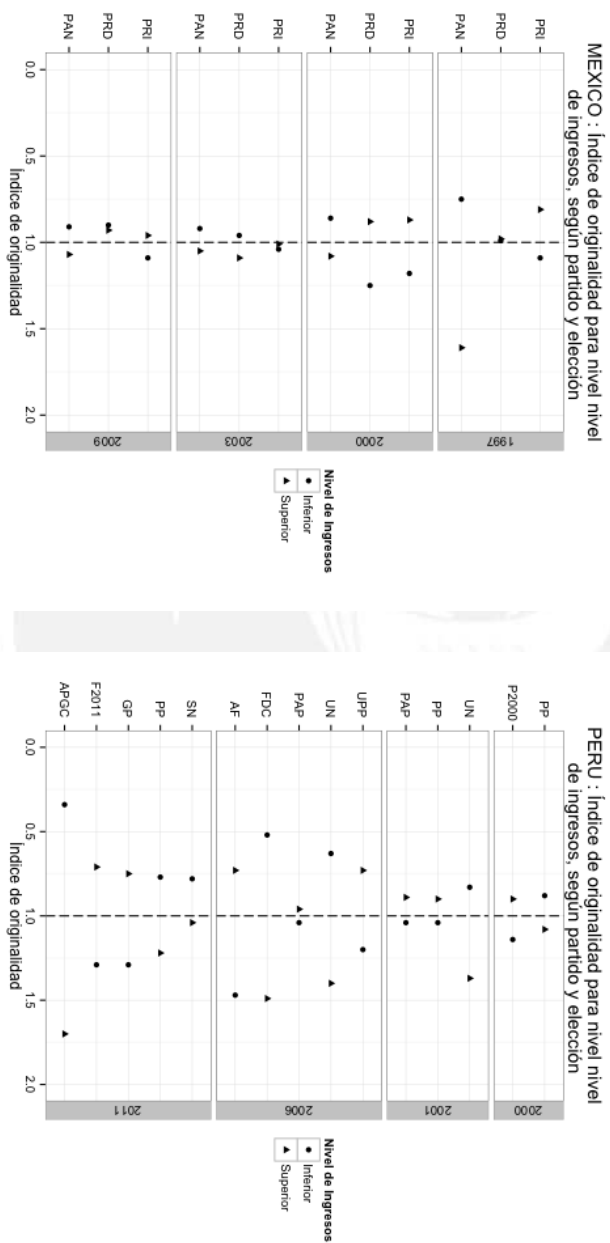 MEXICO : Índice de originalidad para nivel nivel
de ingresos, según partido y elección
PRI
PRD
PAN
1997
PRI
PRD
PAN
2000
PRI
PRD
PAN
2003
PRI
PRD
PAN
2009
0.0 0.5 1.0 1.5 2.0
Índice de originalidad
Nivel de Ingresos
Inferior
Superior
PERU : Índice de originalidad para nivel nivel
de ingresos, según partido y elección
PP
P2000
2000
UN
PP
PAP
2001
UPP
UN
PAP
FDC
AF
2006
SN
PP
GP
F2011
APGC
2011
0.0 0.5 1.0 1.5 2.0
Índice de originalidad
Nivel de Ingresos
Inferior
Superior